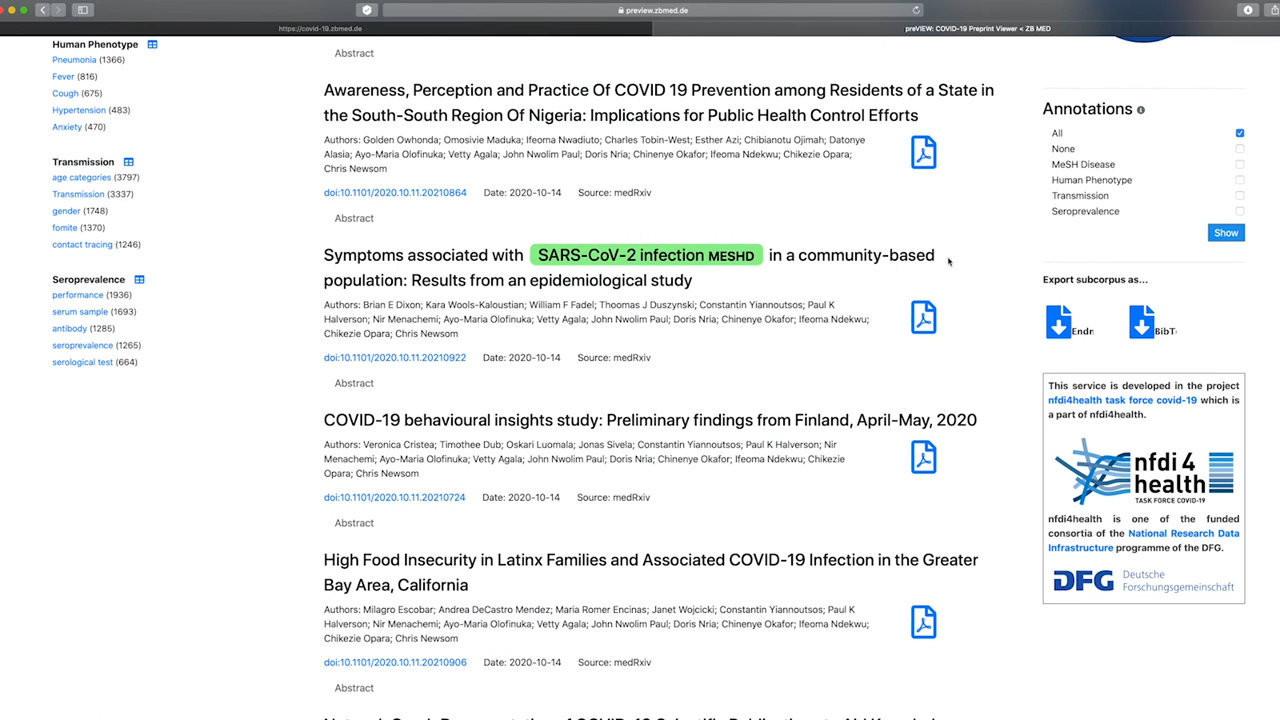 preview.zbmed.de
https://covid-19.zbmed.de
preVIEW: COVID-19 Preprint Viewer < ZB MED
Human Phenotype
Pneumonia (1366)
Fever (816)
Cough (675)
Hypertension (483)
Anxiety (470)
Transmission
age categories (3797)
Transmission (3337)
gender (1748)
fomite (1370)
contact tracing (1246)
Seroprevalence
performance (1936)
serum sample (1693)
antibody (1285)
seroprevalence (1265)
serological test (664)
Abstract
Awareness, Perception and Practice Of COVID 19 Prevention among Residents of a State in
the South-South Region Of Nigeria: Implications for Public Health Control Efforts
Authors: Golden Owhonda; Omosivie Maduka; Ifeoma Nwadiuto; Charles Tobin-West; Esther Azi; Chibianotu Ojimah; Datonye
Alasia; Ayo-Maria Olofinuka; Vetty Agala; John Nwolim Paul; Doris Nria; Chinenye Okafor; Ifeoma Ndekwu; Chikezie Opara;
Chris Newsom
doi:10.1101/2020.10.11.20210864 Date: 2020-10-14 Source: medRxiv
Abstract
Symptoms associated with SARS-CoV-2 infection MESHD in a community-based
population: Results from an epidemiological study
Authors: Brian E Dixon; Kara Wools-Kaloustian; William F Fadel; Thoomas J Duszynski; Constantin Yiannoutsos; Paul K
Halverson; Nir Menachemi; Ayo-Maria Olofinuka; Vetty Agala; John Nwolim Paul; Doris Nria; Chinenye Okafor; Ifeoma Ndekwu;
Chikezie Opara; Chris Newsom
doi:10.1101/2020.10.11.20210922 Date: 2020-10-14 Source: medRxiv
Abstract
COVID-19 behavioural insights study: Preliminary findings from Finland, April-May, 2020
Authors: Veronica Cristea; Timothee Dub; Oskari Luomala; Jonas Sivela; Constantin Yiannoutsos; Paul K Halverson; Nir
Menachemi; Ayo-Maria Olofinuka; Vetty Agala; John Nwolim Paul; Doris Nria; Chinenye Okafor; Ifeoma Ndekwu; Chikezie
Opara; Chris Newsom
doi:10.1101/2020.10.11.20210724 Date: 2020-10-14 Source: medRxiv
Abstract
High Food Insecurity in Latinx Families and Associated COVID-19 Infection in the Greater
Bay Area, California
Authors: Milagro Escobar; Andrea DeCastro Mendez; Maria Romer Encinas; Janet Wojcicki; Constantin Yiannoutsos; Paul K
Halverson; Nir Menachemi; Ayo-Maria Olofinuka; Vetty Agala; John Nwolim Paul; Doris Nria; Chinenye Okafor; Ifeoma Ndekwu;
Chikezie Opara; Chris Newsom
doi:10.1101/2020.10.11.20210906 Date: 2020-10-14 Source: medRxiv
Abstract
Annotations
All
None
MeSH Disease
Human Phenotype
Transmission
Seroprevalence
Show
Export subcorpus as...
Endn
BibT
This service is developed in the project
nfdi4health task force covid-19 which is
a part of nfdi4health.
nfdi 4
health
TASK FORCE COVID-19
nfdi4health is one of the funded
consortia of the National Research Data
Infrastructure programme of the DFG.
DFG Deutsche
Forschungsgemeinschaft